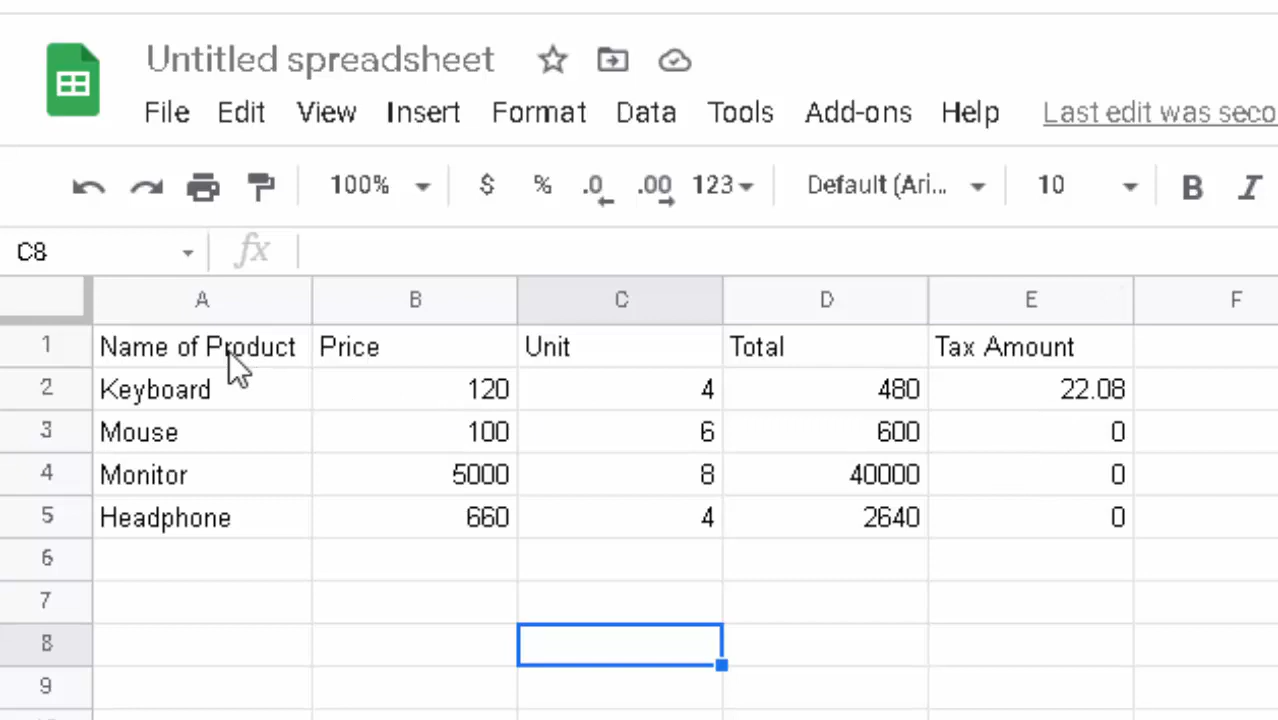 Untitled spreadsheet
File Edit View Insert Format Data Tools Add-ons Help Last edit was seco
100% $ % .0 .00 123 Default (Ari... 10 B I
C8 fx
A B C D E F
1 Name of Product Price Unit Total Tax Amount
2 Keyboard 120 4 480 22.08
3 Mouse 100 6 600 0
4 Monitor 5000 8 40000 0
5 Headphone 660 4 2640 0
6
7
8
9